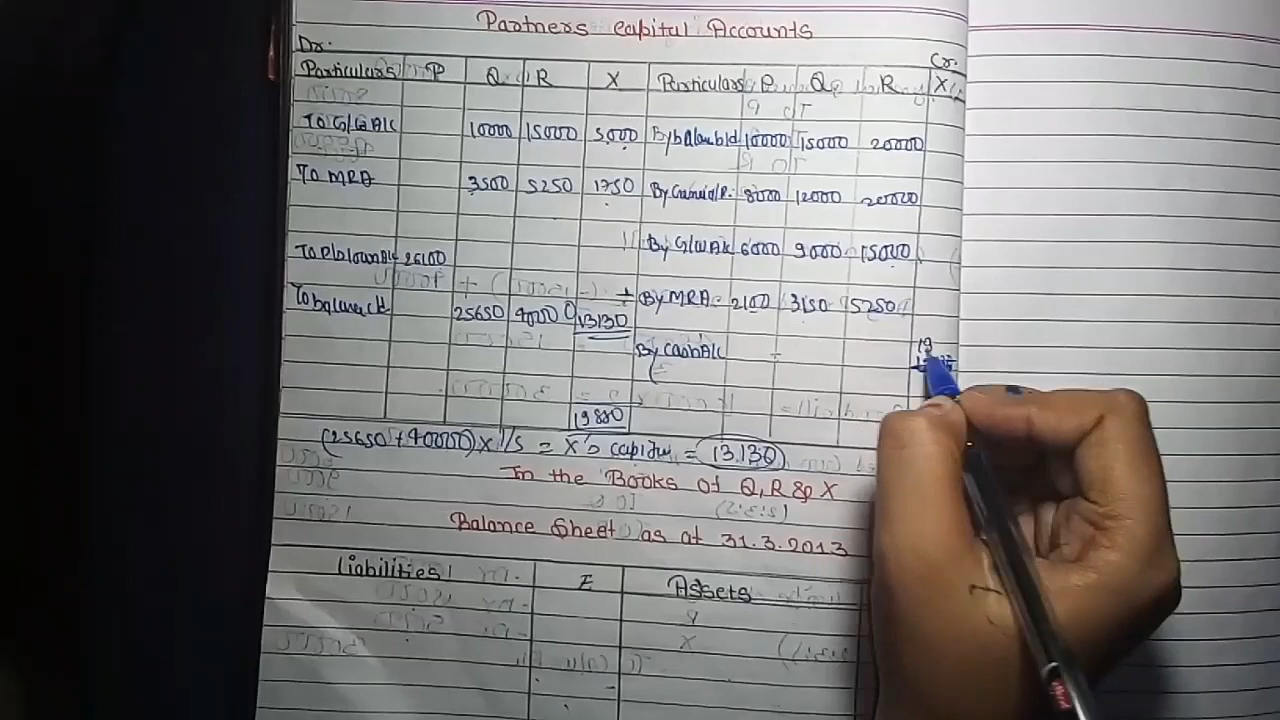 Partners capital Accounts
Dr. Cr.
Particulars P Q R X Particulars P Q R X
To G/W A/c 10000 15000 5000 By balance b/d 10000 15000 20000
To MRA 3500 5250 1750 By General R. 8000 12000 20000
By G/W A/c 6000 9000 15000
To P's loan A/c 26100
By MRA 2100 3150 5250
To balance c/d 25650 40000 13130
By Cash A/c 19
19880
(25650 + 40000) x 1/5 = X's capital = 13.130
In the Books of Q, R & X
Balance Sheet as at 31.3.2013
Liabilities ₹ Assets